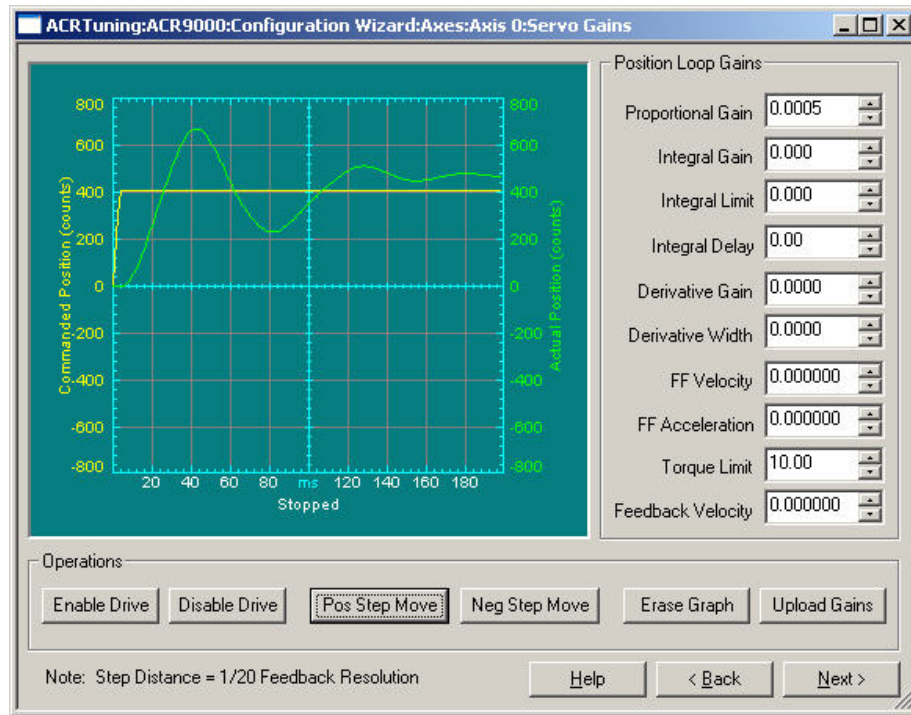 ACRTuning:ACR9000:Configuration Wizard:Axes:Axis 0:Servo Gains
Commanded Position (counts)
800
600
400
200
0
-200
-400
-600
-800
800
600
400
200
0
-200
-400
-600
-800
Actual Position (counts)
20 40 60 80 ms 120 140 160 180
Stopped
Position Loop Gains
Proportional Gain 0.0005
Integral Gain 0.000
Integral Limit 0.000
Integral Delay 0.00
Derivative Gain 0.0000
Derivative Width 0.0000
FF Velocity 0.000000
FF Acceleration 0.000000
Torque Limit 10.00
Feedback Velocity 0.000000
Operations
Enable Drive Disable Drive Pos Step Move Neg Step Move Erase Graph Upload Gains
Note: Step Distance = 1/20 Feedback Resolution
Help < Back Next >